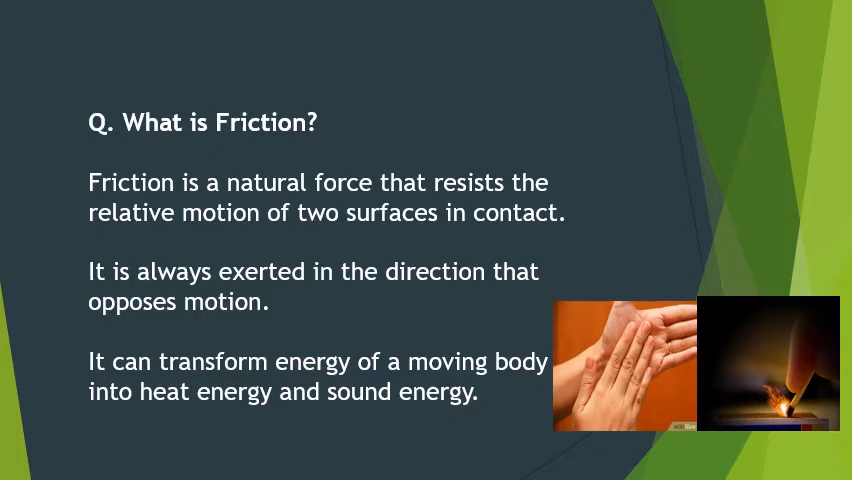 Q. What is Friction?
Friction is a natural force that resists the
relative motion of two surfaces in contact.
It is always exerted in the direction that
opposes motion.
It can transform energy of a moving body
into heat energy and sound energy.